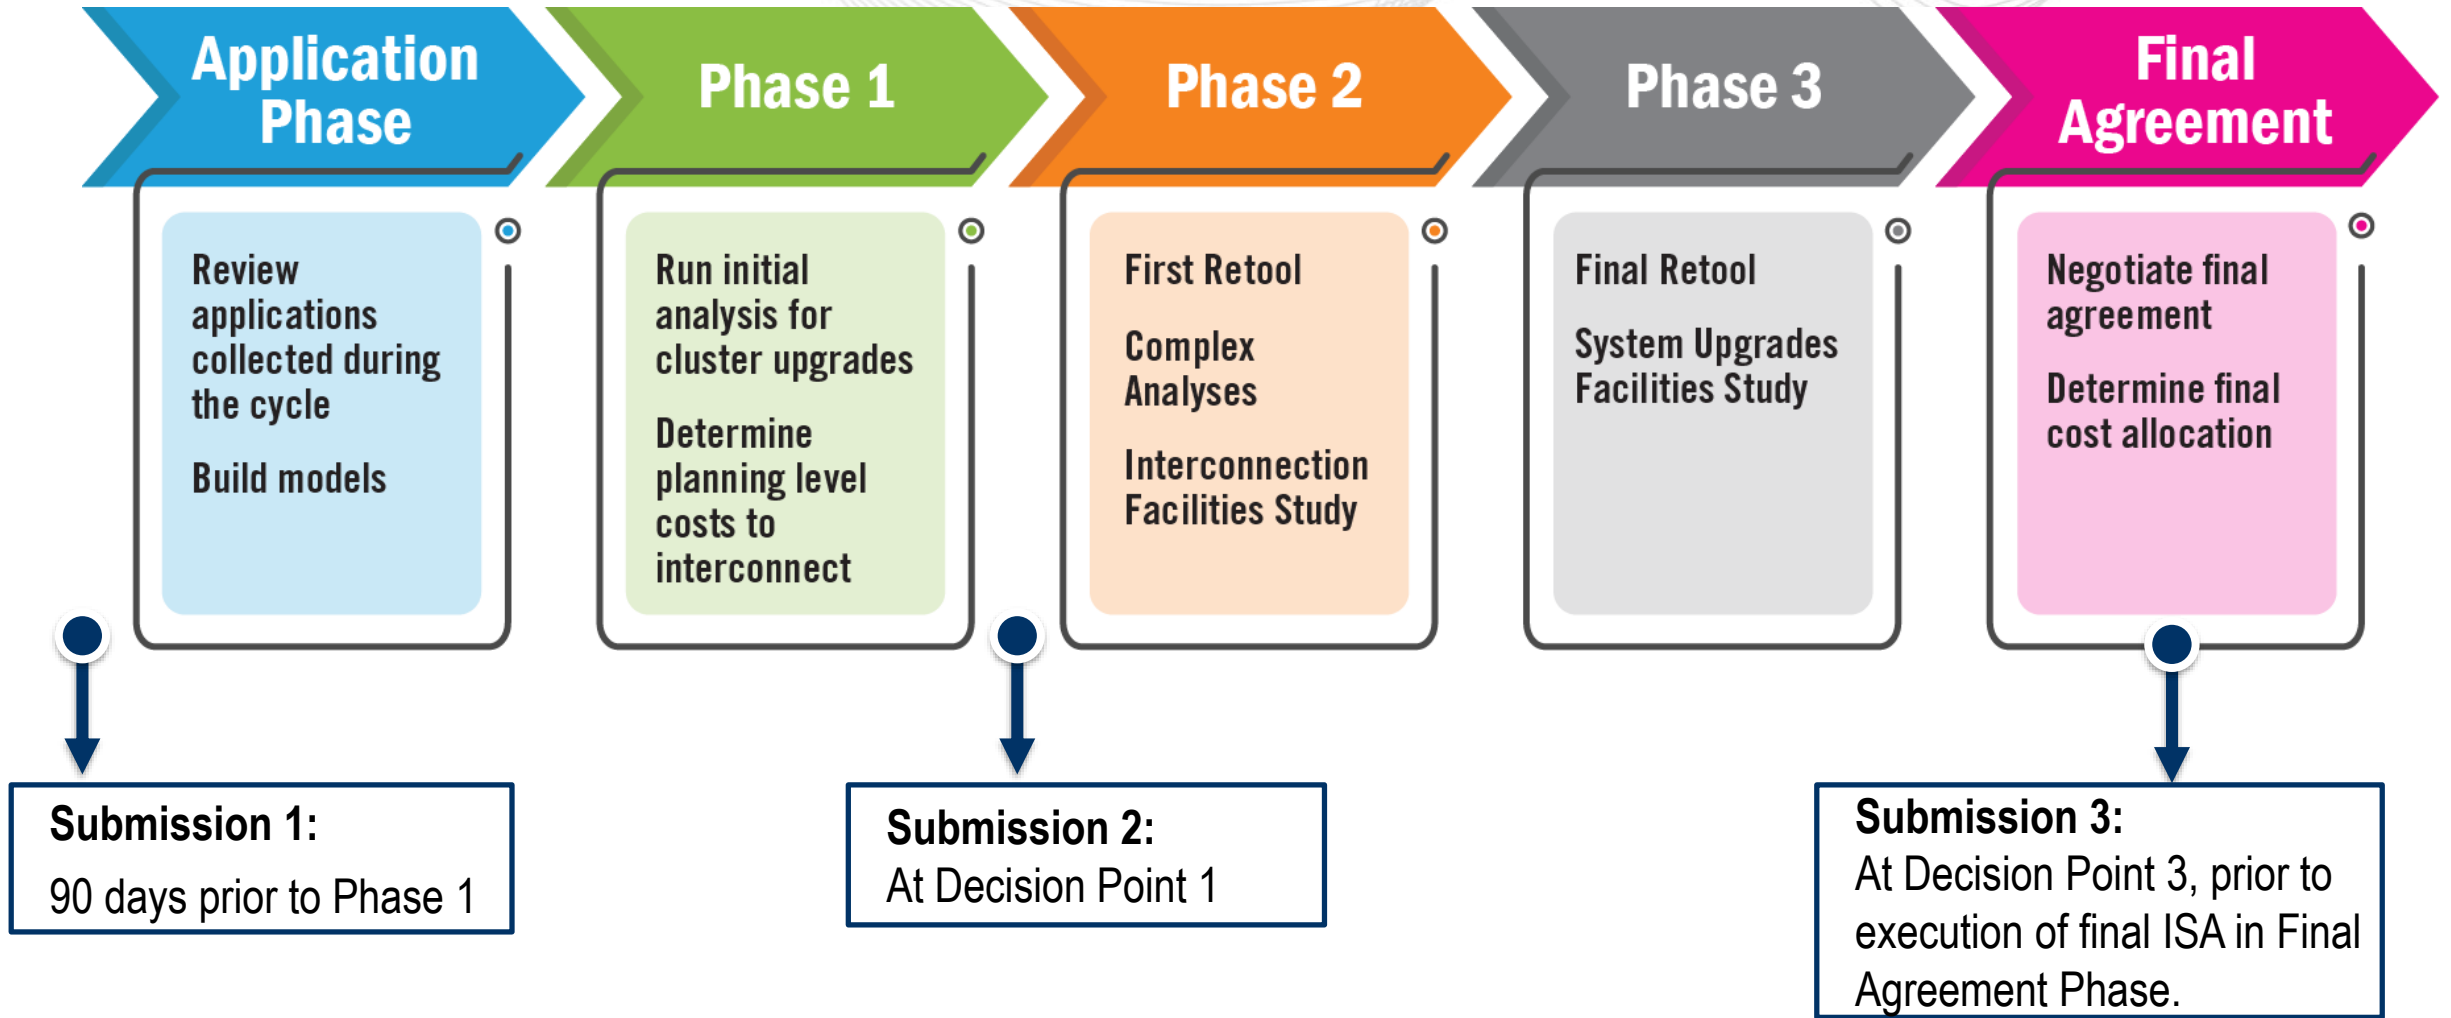 Application
Phase
Phase 1
Phase 2
Phase 3
Final
Agreement
Review
applications
collected during
the cycle
Build models
Run initial
analysis for
cluster upgrades
Determine
planning level
costs to
interconnect
First Retool
Complex
Analyses
Interconnection
Facilities Study
Final Retool
System Upgrades
Facilities Study
Negotiate final
agreement
Determine final
cost allocation
Submission 1:
90 days prior to Phase 1
Submission 2:
At Decision Point 1
Submission 3:
At Decision Point 3, prior to
execution of final ISA in Final
Agreement Phase.